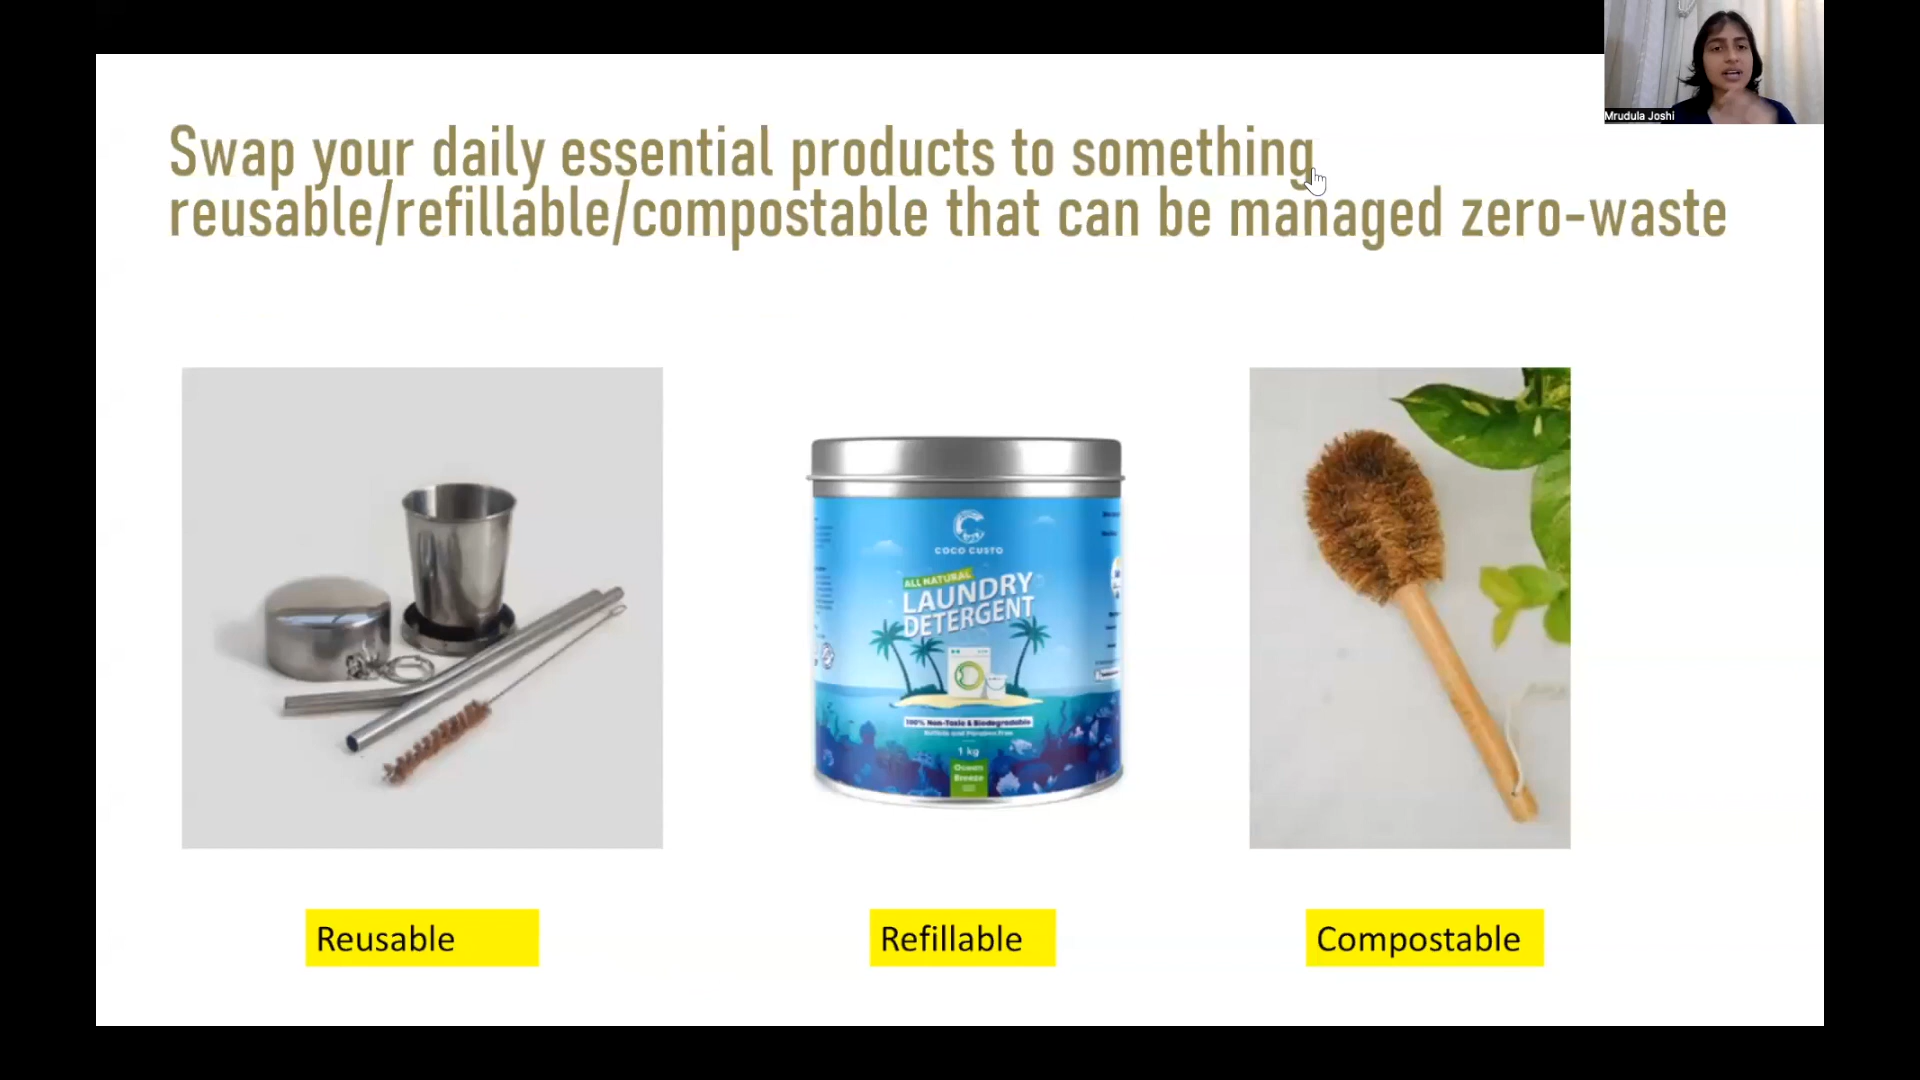 Mrudula Joshi
Swap your daily essential products to something
reusable/refillable/compostable that can be managed zero-waste
COCO CUSTO
ALL NATURAL
LAUNDRY
DETERGENT
100% Non-Toxic & Biodegradable
1 kg
Ocean
Breeze
Reusable
Refillable
Compostable